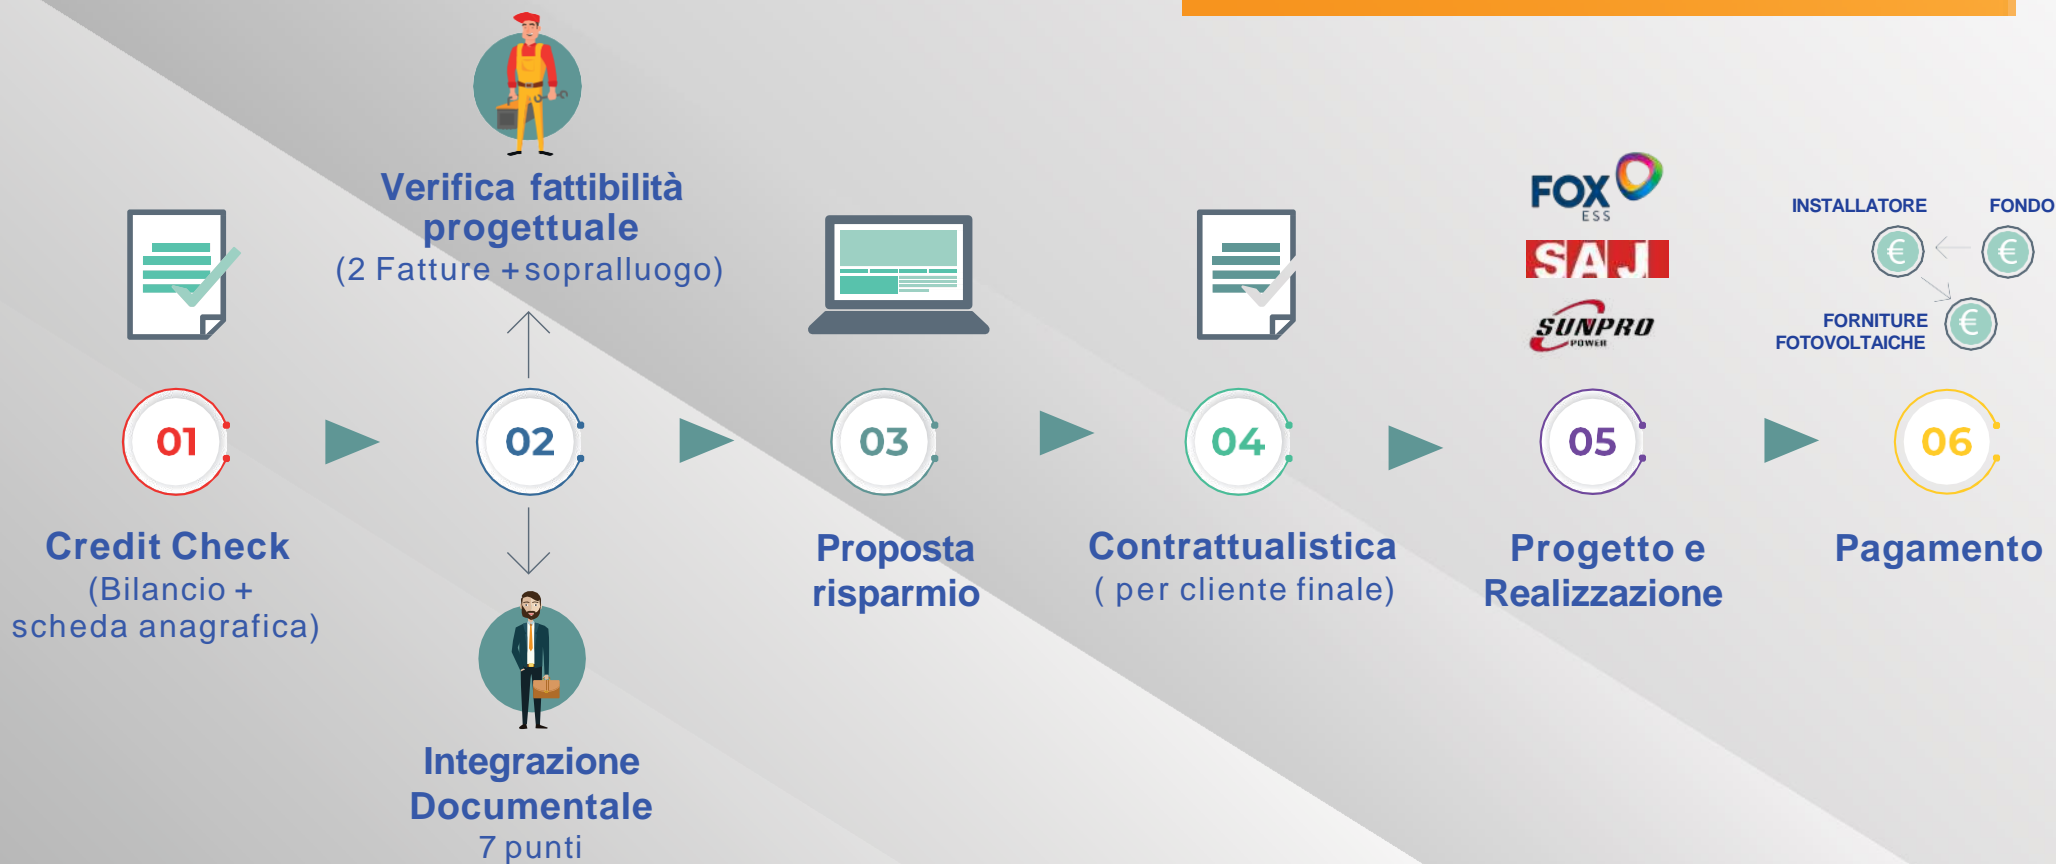 Verifica fattibilità
progettuale
(2 Fatture + sopralluogo)
FOX
ESS
SAJ
SUNPRO
POWER
INSTALLATORE
FONDO
€
€
FORNITURE
FOTOVOLTAICHE
€
01
02
03
04
05
06
Credit Check
(Bilancio +
scheda anagrafica)
Proposta
risparmio
Contrattualistica
( per cliente finale)
Progetto e
Realizzazione
Pagamento
Integrazione
Documentale
7 punti